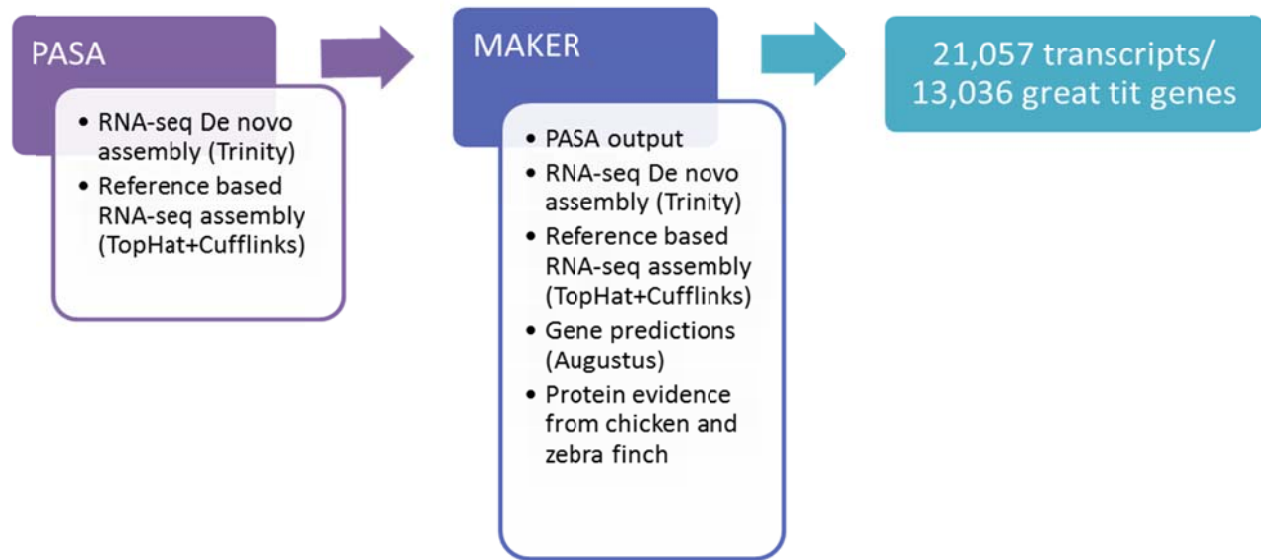 PASA
• RNA-seq De novo
assembly (Trinity)
• Reference based
RNA-seq assembly
(TopHat+Cufflinks)
MAKER
• PASA output
• RNA-seq De novo
assembly (Trinity)
• Reference based
RNA-seq assembly
(TopHat+Cufflinks)
• Gene predictions
(Augustus)
• Protein evidence
from chicken and
zebra finch
21,057 transcripts/
13,036 great tit genes